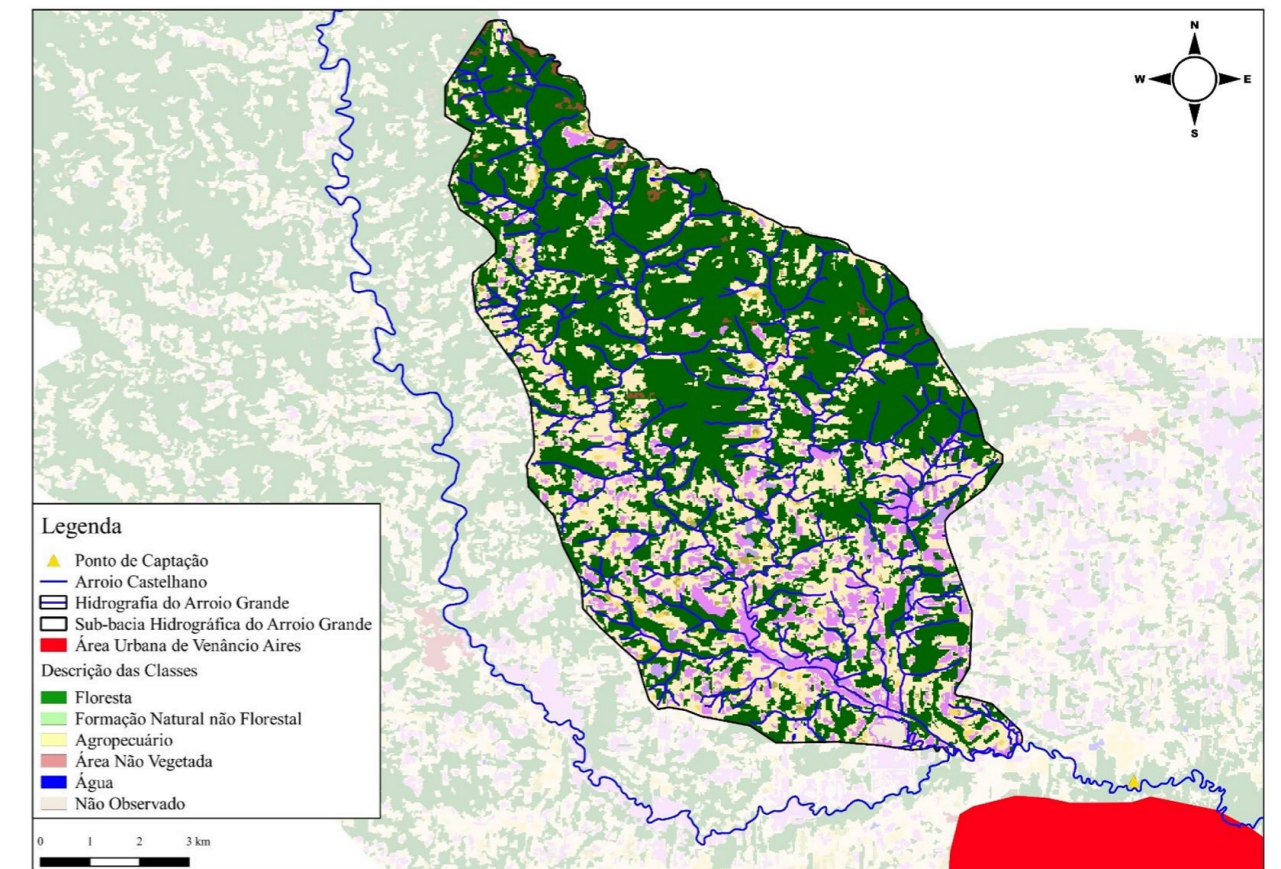 N
W E
S
Legenda
Ponto de Captação
Arroio Castelhano
Hidrografia do Arroio Grande
Sub-bacia Hidrográfica do Arroio Grande
Área Urbana de Venâncio Aires
Descrição das Classes
Floresta
Formação Natural não Florestal
Agropecuário
Área Não Vegetada
Água
Não Observado
0 1 2 3 km